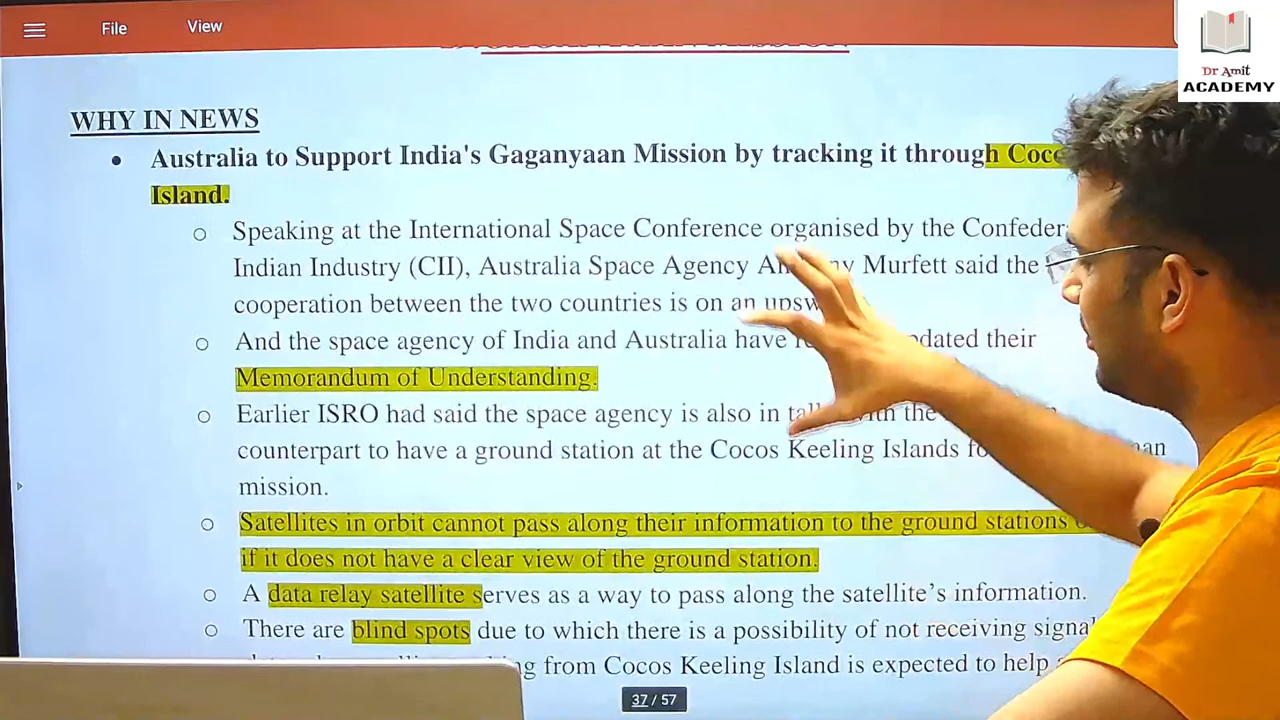 File
View
Dr Amit
ACADEMY
WHY IN NEWS
Australia to Support India's Gaganyaan Mission by tracking it through
Island.
Speaking at the International Space Conference organised by the
Indian Industry (CII), Australia Space Agency Murfett said the
cooperation between the two countries is on an
And the space agency of India and Australia have their
Memorandum of Understanding.
Earlier ISRO had said the space agency is also in the
counterpart to have a ground station at the Cocos Keeling Islands
mission.
Satellites in orbit cannot pass along their information to the ground stations
if it does not have a clear view of the ground station.
A data relay satellite serves as a way to pass along the satellite's information.
There are blind spots due to which there is a possibility of not receiving
from Cocos Keeling Island is expected to help
37 / 57